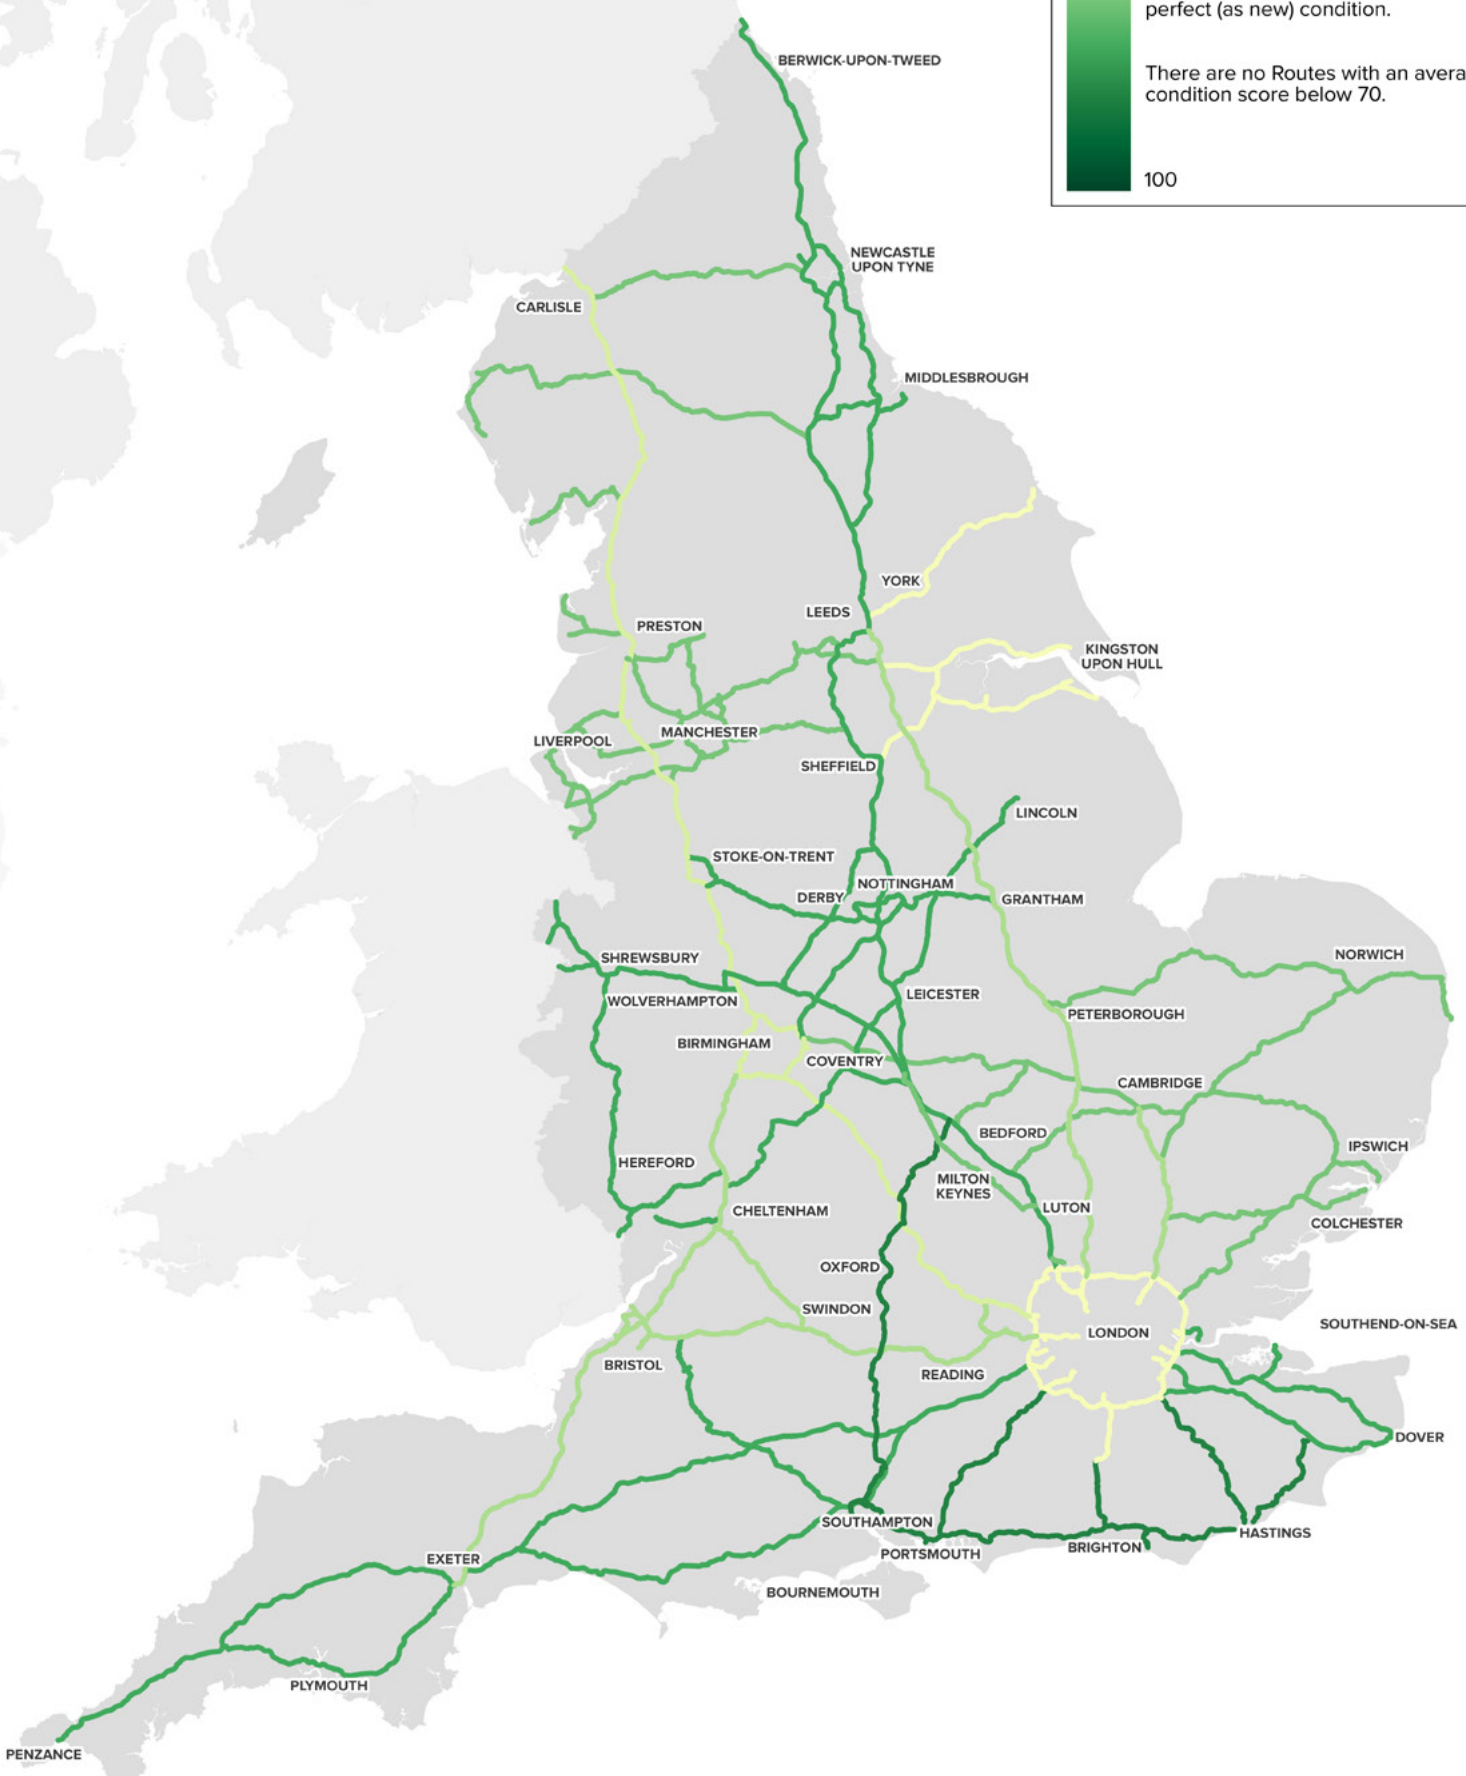 perfect (as new) condition.
There are no Routes with an avera
condition score below 70.
100
BERWICK-UPON-TWEED
NEWCASTLE
UPON TYNE
CARLISLE
MIDDLESBROUGH
YORK
LEEDS
PRESTON
KINGSTON
UPON HULL
MANCHESTER
LIVERPOOL
SHEFFIELD
LINCOLN
STOKE-ON-TRENT
NOTTINGHAM
DERBY
GRANTHAM
NORWICH
SHREWSBURY
LEICESTER
WOLVERHAMPTON
PETERBOROUGH
BIRMINGHAM
COVENTRY
CAMBRIDGE
BEDFORD
IPSWICH
HEREFORD
MILTON
KEYNES
LUTON
CHELTENHAM
COLCHESTER
OXFORD
SWINDON
SOUTHEND-ON-SEA
LONDON
BRISTOL
READING
DOVER
SOUTHAMPTON
HASTINGS
BRIGHTON
PORTSMOUTH
EXETER
BOURNEMOUTH
PLYMOUTH
PENZANCE